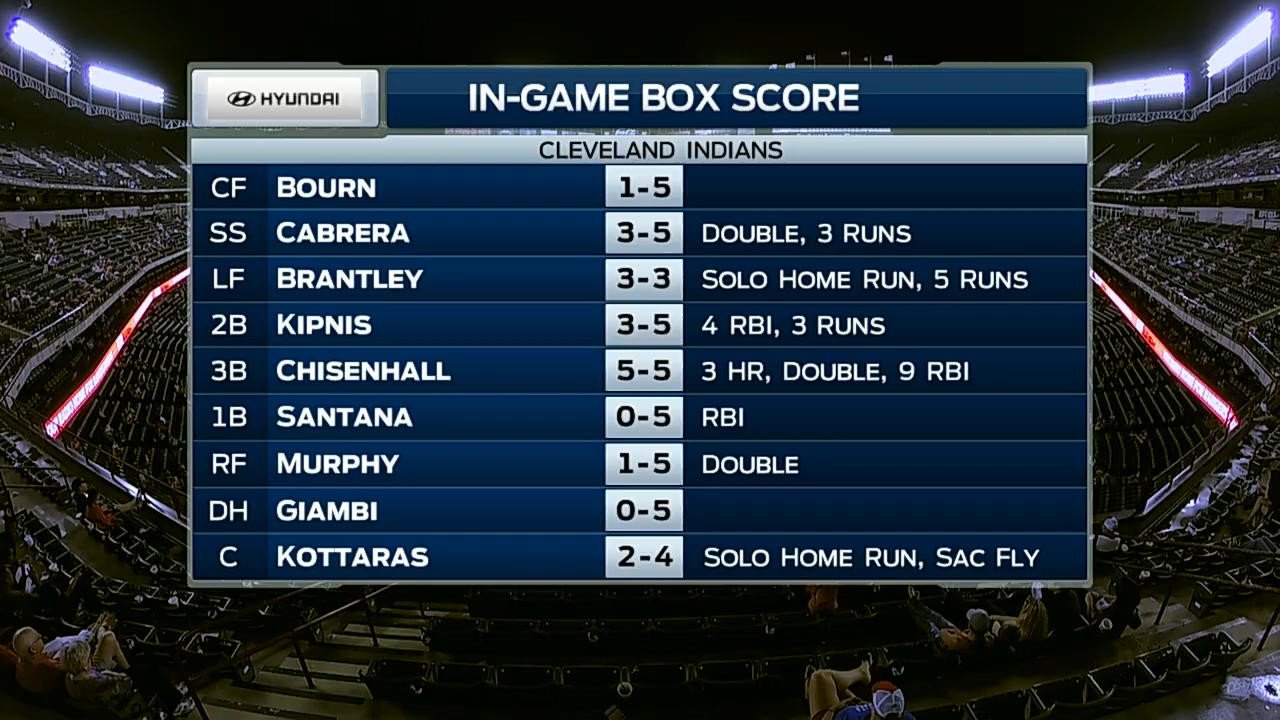 HYUNDAI IN-GAME BOX SCORE
CLEVELAND INDIANS
CF BOURN 1-5
SS CABRERA 3-5 DOUBLE, 3 RUNS
LF BRANTLEY 3-3 SOLO HOME RUN, 5 RUNS
2B KIPNIS 3-5 4 RBI, 3 RUNS
3B CHISENHALL 5-5 3 HR, DOUBLE, 9 RBI
1B SANTANA 0-5 RBI
RF MURPHY 1-5 DOUBLE
DH GIAMBI 0-5
C KOTTARAS 2-4 SOLO HOME RUN, SAC FLY